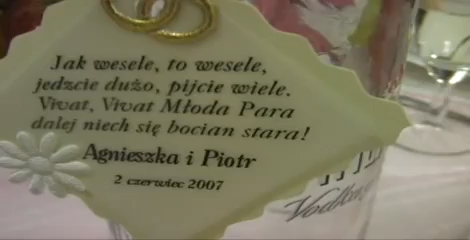 Jak wesele, to wesele,
jedzcie dużo, pijcie wiele.
Vivat, Vivat Młoda Para
dalej niech się bocian stara!
Agnieszka i Piotr
2 czerwiec 2007
Vodka